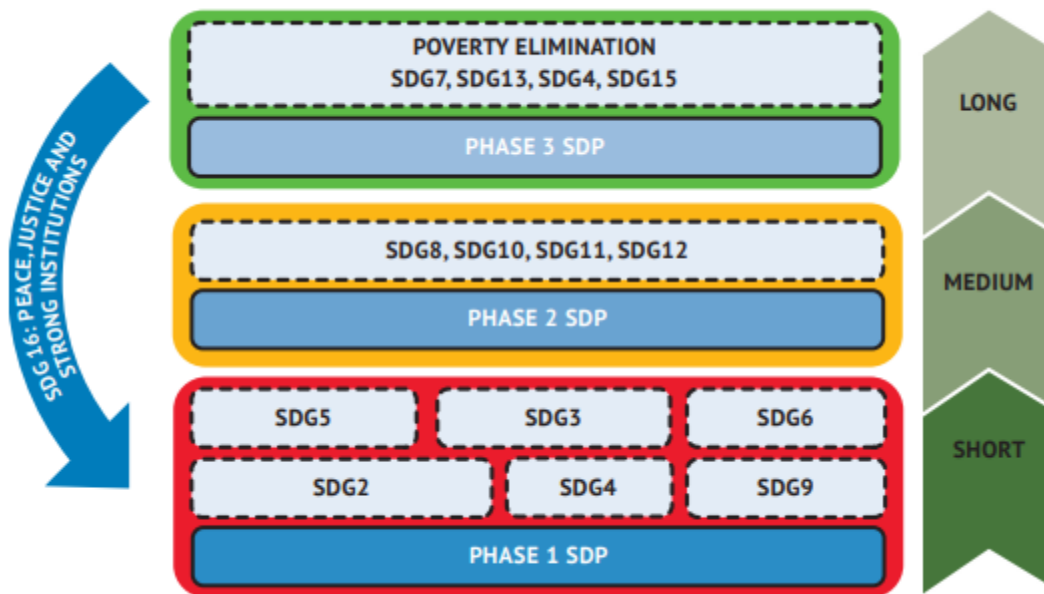 POVERTY ELIMINATION
SDG7, SDG13, SDG4, SDG15
PHASE 3 SDP
LONG
SDG 16: PEACE, JUSTICE AND
STRONG INSTITUTIONS
SDG8, SDG10, SDG11, SDG12
PHASE 2 SDP
MEDIUM
SDG5
SDG3
SDG6
SDG2
SDG4
SDG9
SHORT
PHASE 1 SDP